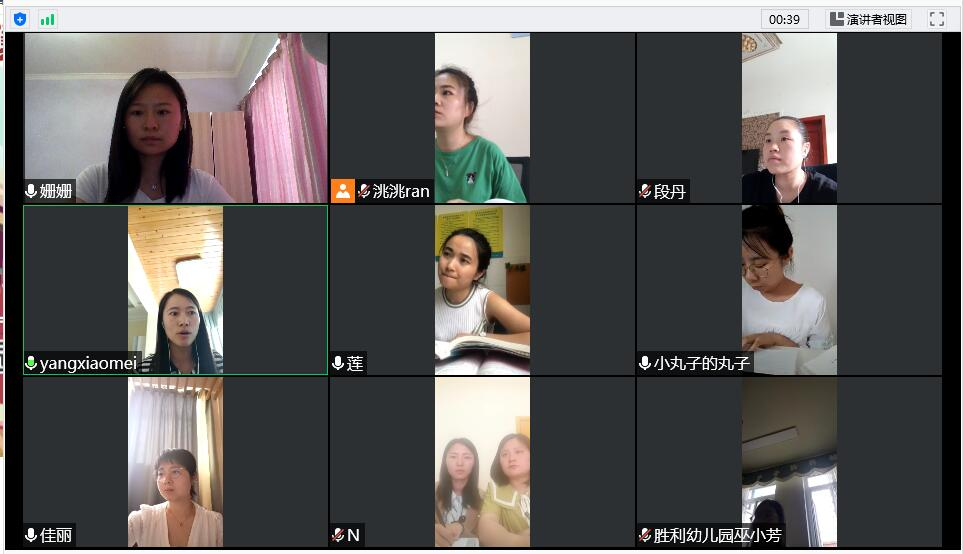 00:39
演讲者视图
姗姗
洮洮ran
段丹
yangxiaomei
莲
小丸子的丸子
佳丽
N
胜利幼儿园巫小芳